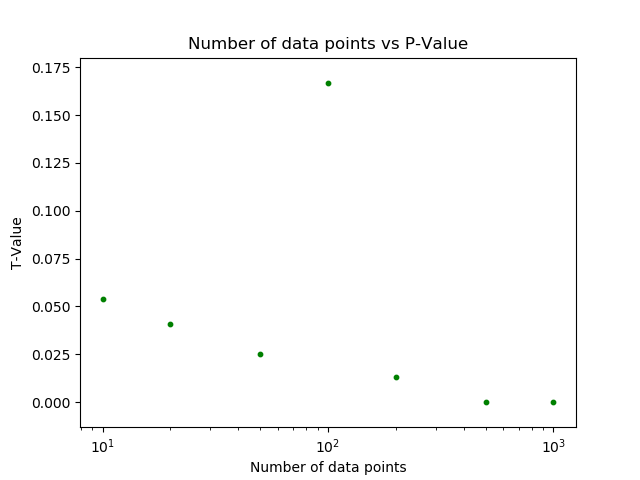 Number of data points vs P-Value
0.175
0.150
0.125
0.100
0.075
0.050
0.025
0.000
T-Value
10¹ 10² 10³
Number of data points